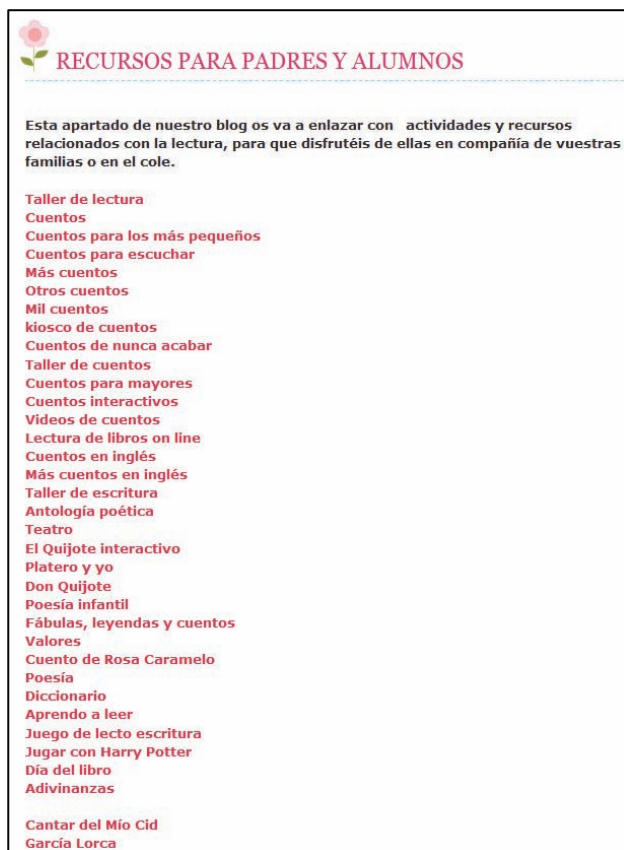 RECURSOS PARA PADRES Y ALUMNOS
Esta apartado de nuestro blog os va a enlazar con actividades y recursos
relacionados con la lectura, para que disfrutéis de ellas en compañía de vuestras
familias o en el cole.
Taller de lectura
Cuentos
Cuentos para los más pequeños
Cuentos para escuchar
Más cuentos
Otros cuentos
Mil cuentos
kiosco de cuentos
Cuentos de nunca acabar
Taller de cuentos
Cuentos para mayores
Cuentos interactivos
Videos de cuentos
Lectura de libros on line
Cuentos en inglés
Más cuentos en inglés
Taller de escritura
Antología poética
Teatro
El Quijote interactivo
Platero y yo
Don Quijote
Poesía infantil
Fábulas, leyendas y cuentos
Valores
Cuento de Rosa Caramelo
Poesía
Diccionario
Aprendo a leer
Juego de lecto escritura
Jugar con Harry Potter
Día del libro
Adivinanzas
Cantar del Mío Cid
García Lorca